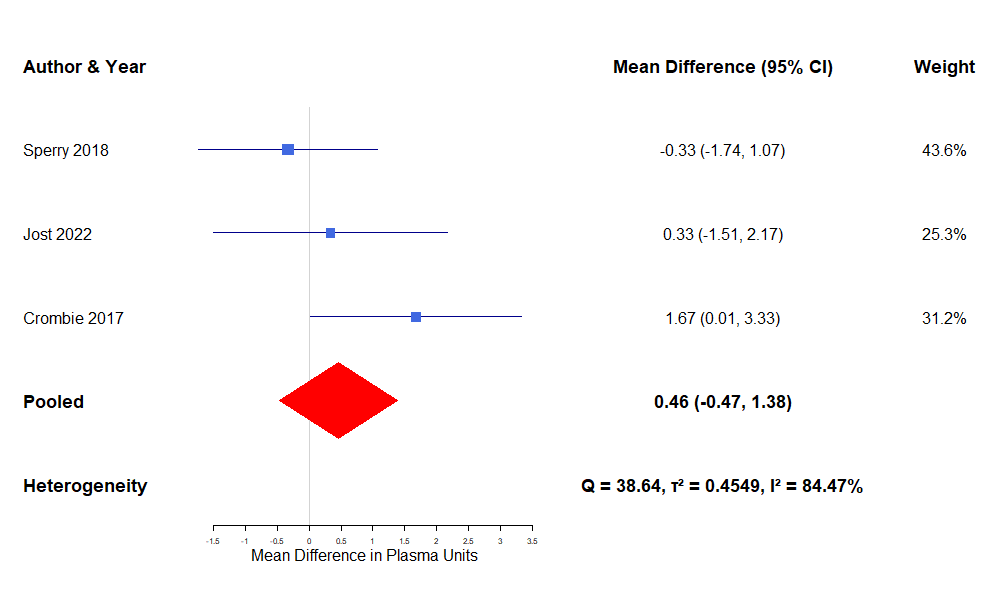 Author & Year Mean Difference (95% CI) Weight
Sperry 2018 -0.33 (-1.74, 1.07) 43.6%
Jost 2022 0.33 (-1.51, 2.17) 25.3%
Crombie 2017 1.67 (0.01, 3.33) 31.2%
Pooled 0.46 (-0.47, 1.38)
Heterogeneity Q = 38.64, τ² = 0.4549, I² = 84.47%
-1.5 -1 -0.5 0 0.5 1 1.5 2 2.5 3 3.5
Mean Difference in Plasma Units